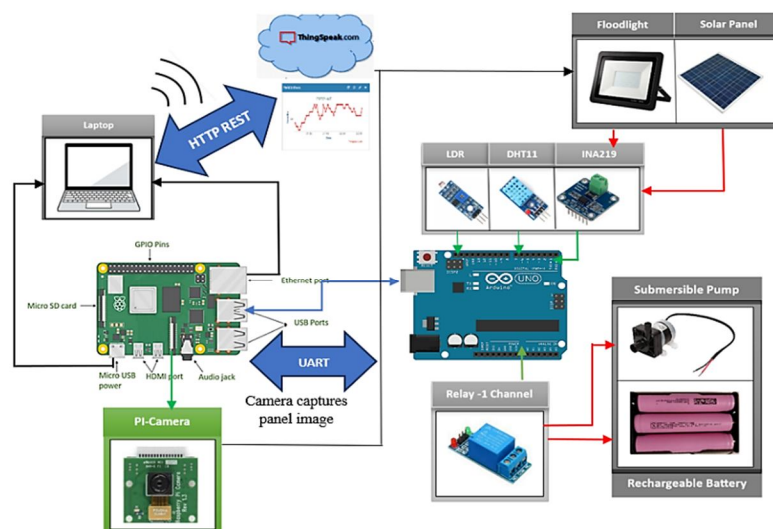 ThingSpeak.com
Floodlight
Solar Panel
HTTP REST
Laptop
LDR
DHT11
INA219
GPIO Pins
Ethernet port
Micro SD card
USB Ports
Micro USB
power
HDMI port
Audio jack
UART
ARDUINO
UNO
Submersible Pump
Camera captures
panel image
PI-Camera
Relay -1 Channel
Rechargeable Battery